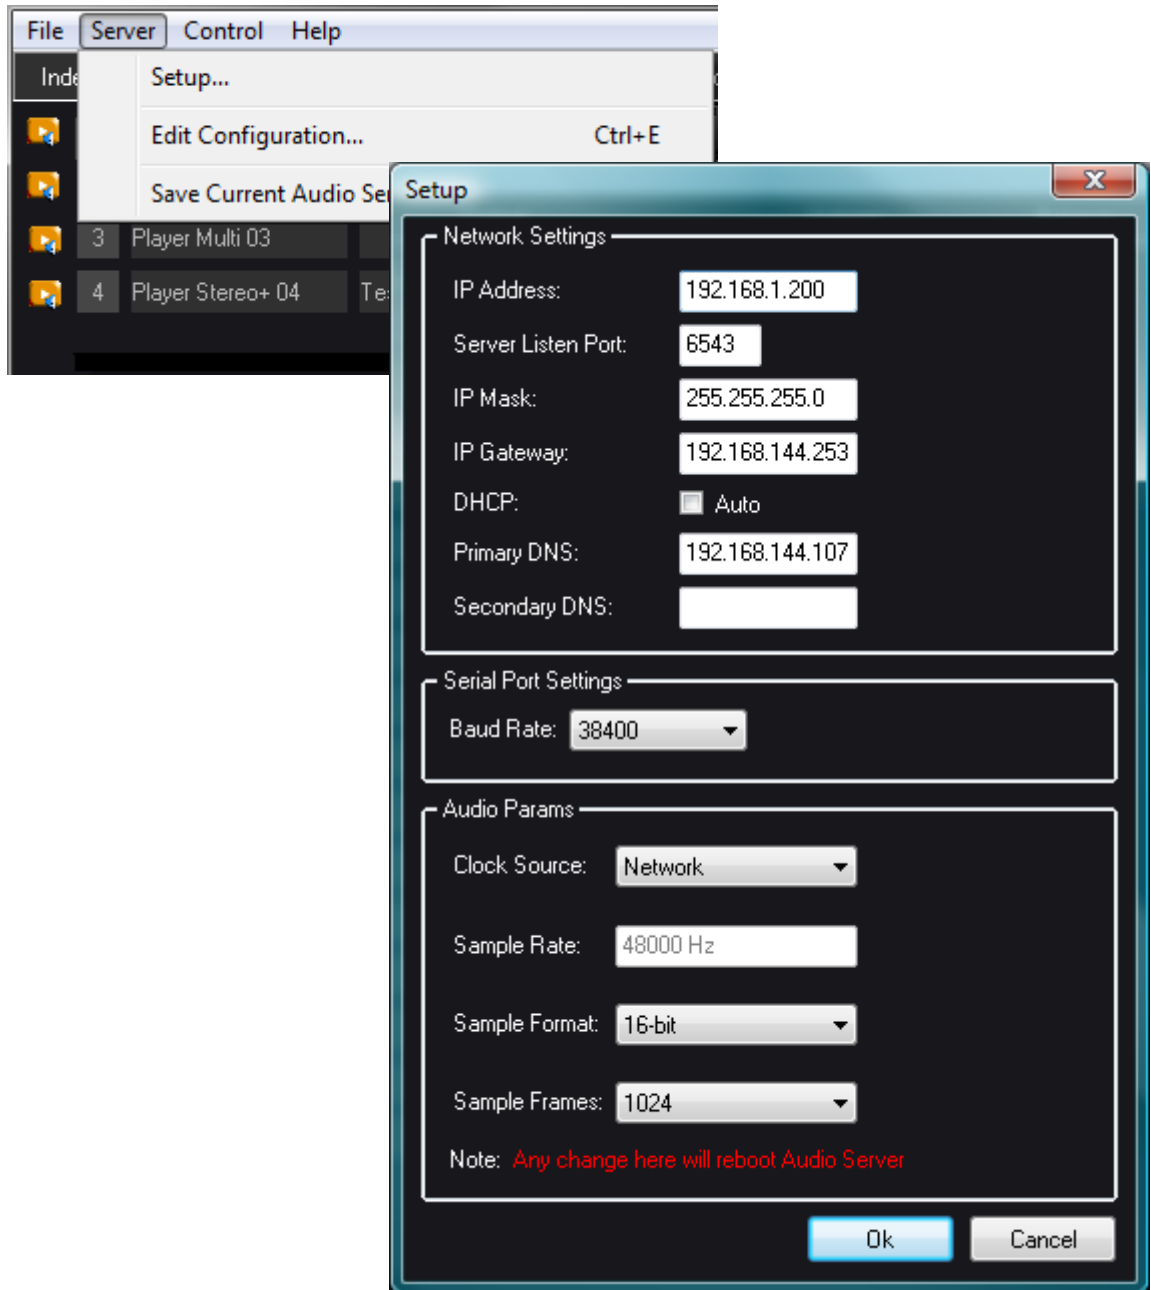 File Server Control Help
Setup...
Edit Configuration... Ctrl+E
Save Current Audio
3 Player Multi 03
4 Player Stereo+ 04
Setup
Network Settings
IP Address: 192.168.1.200
Server Listen Port: 6543
IP Mask: 255.255.255.0
IP Gateway: 192.168.144.253
DHCP: Auto
Primary DNS: 192.168.144.107
Secondary DNS:
Serial Port Settings
Baud Rate: 38400
Audio Params
Clock Source: Network
Sample Rate: 48000 Hz
Sample Format: 16-bit
Sample Frames: 1024
Note: Any change here will reboot Audio Server
Ok Cancel